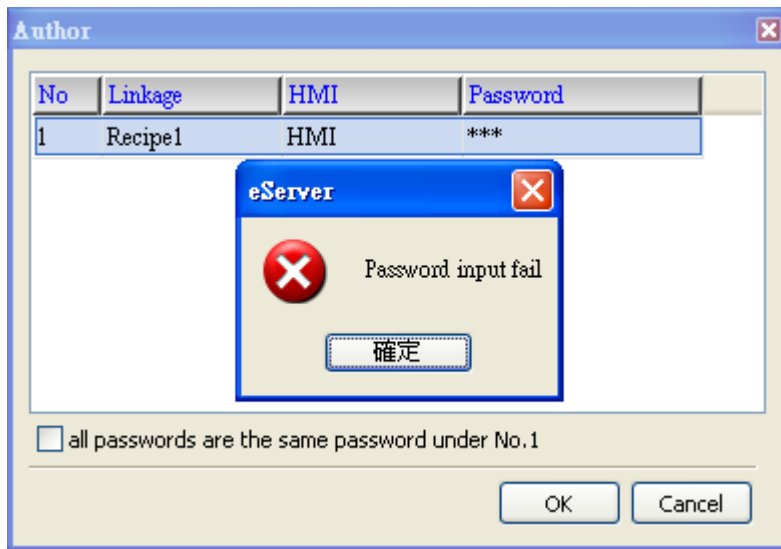 Author
No Linkage HMI Password
1 Recipe1 HMI ***
eServer
Password input fail
確定
all passwords are the same password under No.1
OK Cancel